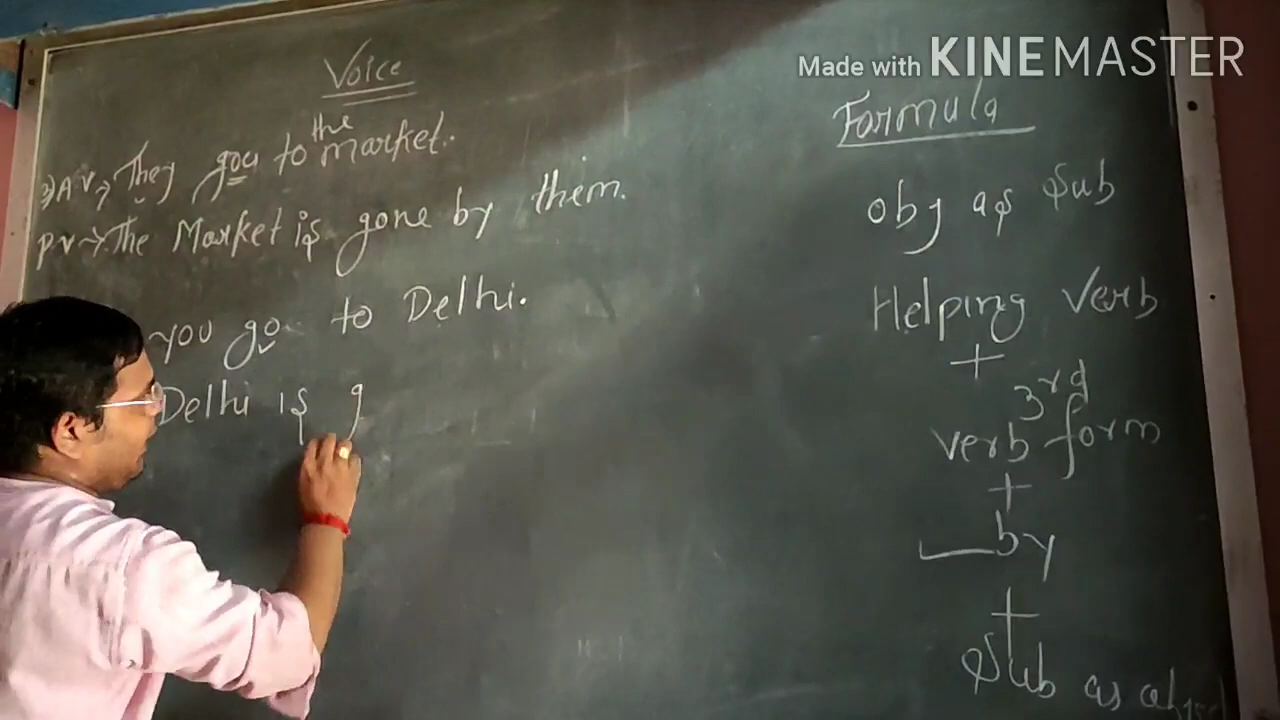 Made with KINEMASTER
Voice
3) A V → They goes to the market.
P.V → The Market is gone by them.
You go to Delhi.
Delhi is g
Formula
obj as Sub
Helping Verb
+
3rd
verb form
+
by
+
Sub as